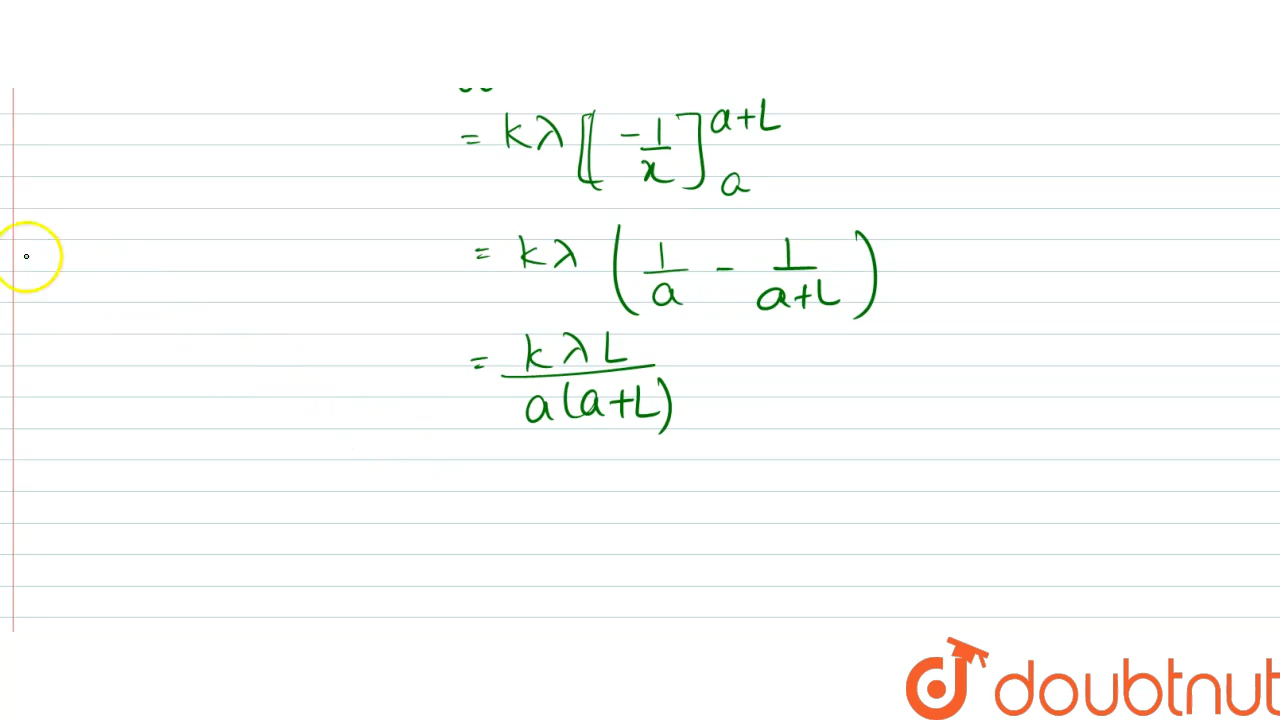 = kλ [ -1/x ]_a^{a+L}
= kλ ( 1/a - 1/(a+L) )
= kλL / a(a+L)
doubtnut